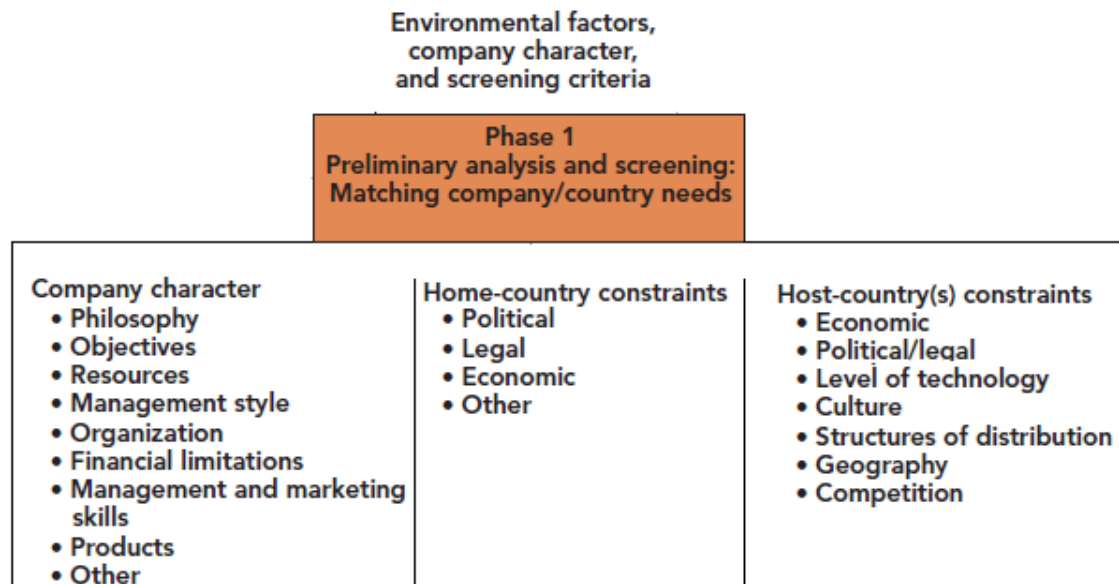 Environmental factors,
company character,
and screening criteria
Phase 1
Preliminary analysis and screening:
Matching company/country needs
Company character
• Philosophy
• Objectives
• Resources
• Management style
• Organization
• Financial limitations
• Management and marketing
skills
• Products
• Other
Home-country constraints
• Political
• Legal
• Economic
• Other
Host-country(s) constraints
• Economic
• Political/legal
• Level of technology
• Culture
• Structures of distribution
• Geography
• Competition